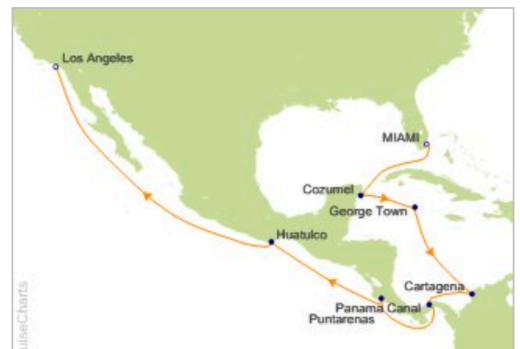 Los Angeles
MIAMI
Cozumel
George Town
Huatulco
Cartagena
Panama Canal
Puntarenas